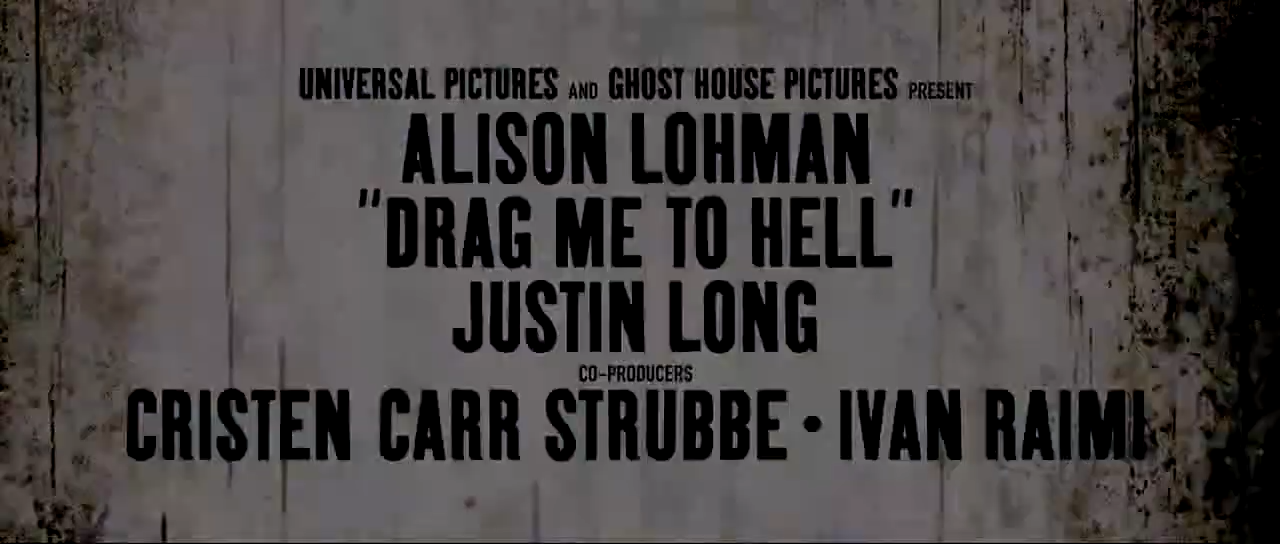 UNIVERSAL PICTURES AND GHOST HOUSE PICTURES PRESENT
ALISON LOHMAN
"DRAG ME TO HELL"
JUSTIN LONG
CO-PRODUCERS
CRISTEN CARR STRUBBE • IVAN RAIMI